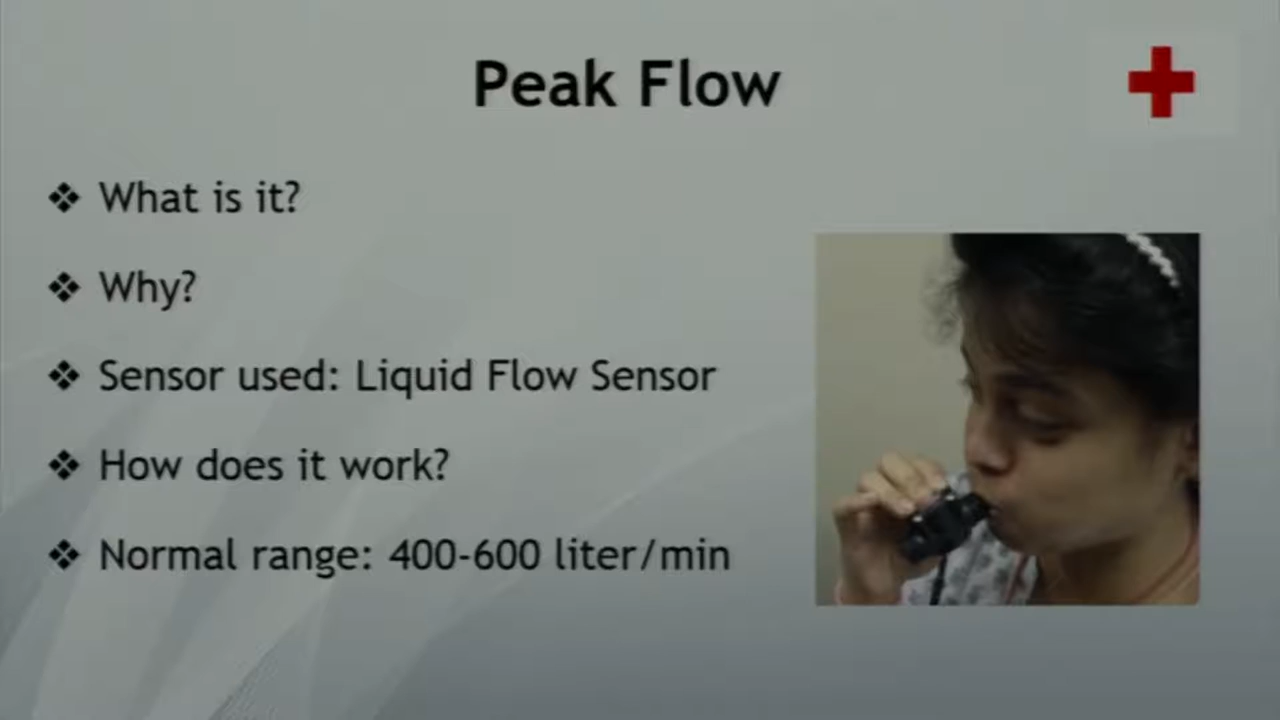 Peak Flow
❖ What is it?
❖ Why?
❖ Sensor used: Liquid Flow Sensor
❖ How does it work?
❖ Normal range: 400-600 liter/min